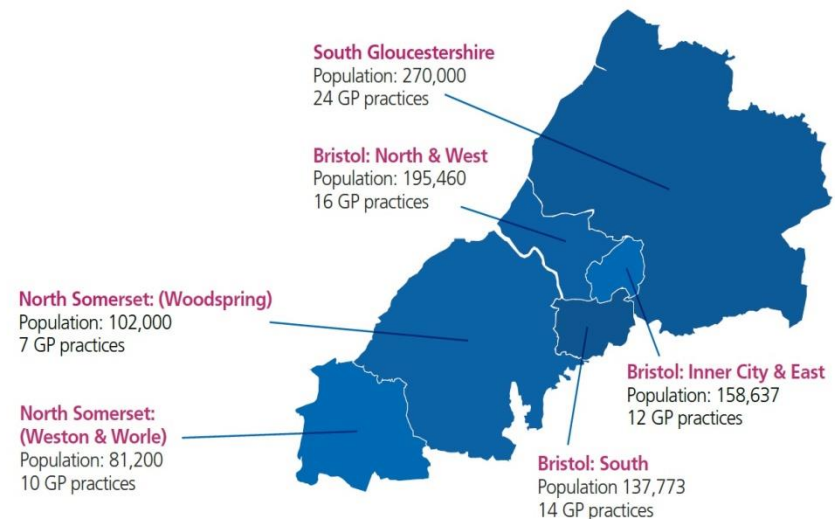 South Gloucestershire
Population: 270,000
24 GP practices
Bristol: North & West
Population: 195,460
16 GP practices
North Somerset: (Woodspring)
Population: 102,000
7 GP practices
North Somerset:
(Weston & Worle)
Population: 81,200
10 GP practices
Bristol: Inner City & East
Population: 158,637
12 GP practices
Bristol: South
Population 137,773
14 GP practices